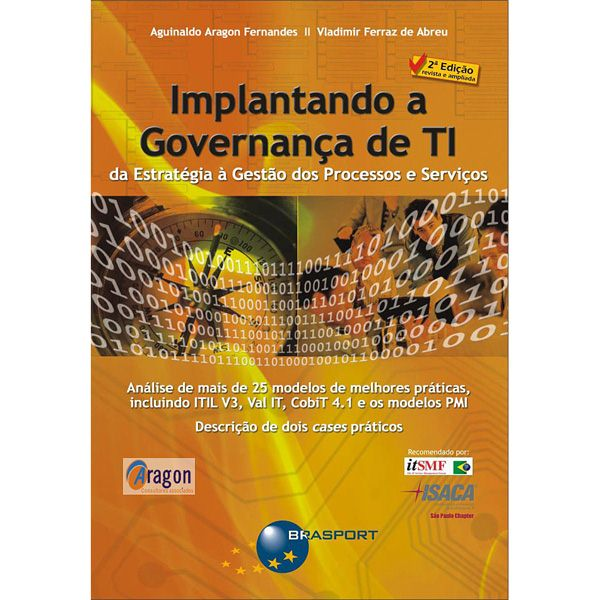 Aguinaldo Aragon Fernandes II Vladimir Ferraz de Abreu
2ª Edição
revista e ampliada
Implantando a
Governança de TI
da Estratégia à Gestão dos Processos e Serviços
Análise de mais de 25 modelos de melhores práticas,
incluindo ITIL V3, Val IT, CobiT 4.1 e os modelos PMI
Descrição de dois cases práticos
Recomendado por:
Aragon
Consultores associados
itSMF
ISACA
São Paulo Chapter
BRASPORT